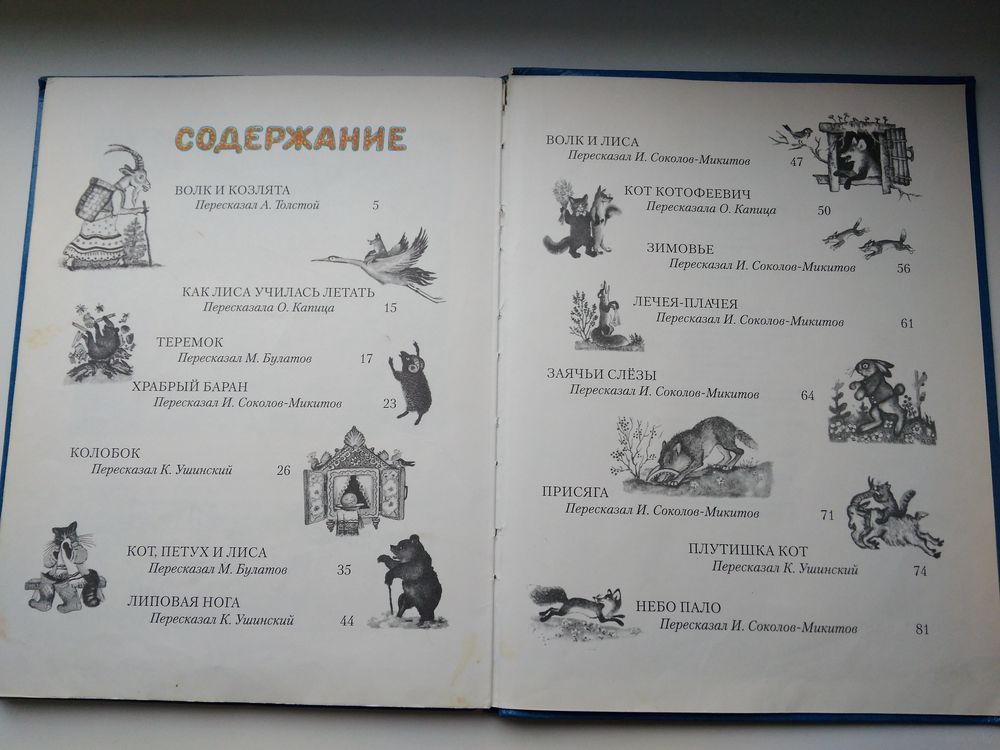 СОДЕРЖАНИЕ
ВОЛК И КОЗЛЯТА
Пересказал А. Толстой 5
КАК ЛИСА УЧИЛАСЬ ЛЕТАТЬ
Пересказала О. Капица 15
ТЕРЕМОК
Пересказал М. Булатов 17
ХРАБРЫЙ БАРАН
Пересказал И. Соколов-Микитов 23
КОЛОБОК
Пересказал К. Ушинский 26
КОТ, ПЕТУХ И ЛИСА
Пересказал М. Булатов 35
ЛИПОВАЯ НОГА
Пересказал К. Ушинский 44
ВОЛК И ЛИСА
Пересказал И. Соколов-Микитов 47
КОТ КОТОФЕЕВИЧ
Пересказала О. Капица 50
ЗИМОВЬЕ
Пересказал И. Соколов-Микитов 56
ЛЕЧЕЯ-ПЛАЧЕЯ
Пересказал И. Соколов-Микитов 61
ЗАЯЧЬИ СЛЁЗЫ
Пересказал И. Соколов-Микитов 64
ПРИСЯГА
Пересказал И. Соколов-Микитов 71
ПЛУТИШКА КОТ
Пересказал К. Ушинский 74
НЕБО ПАЛО
Пересказал И. Соколов-Микитов 81